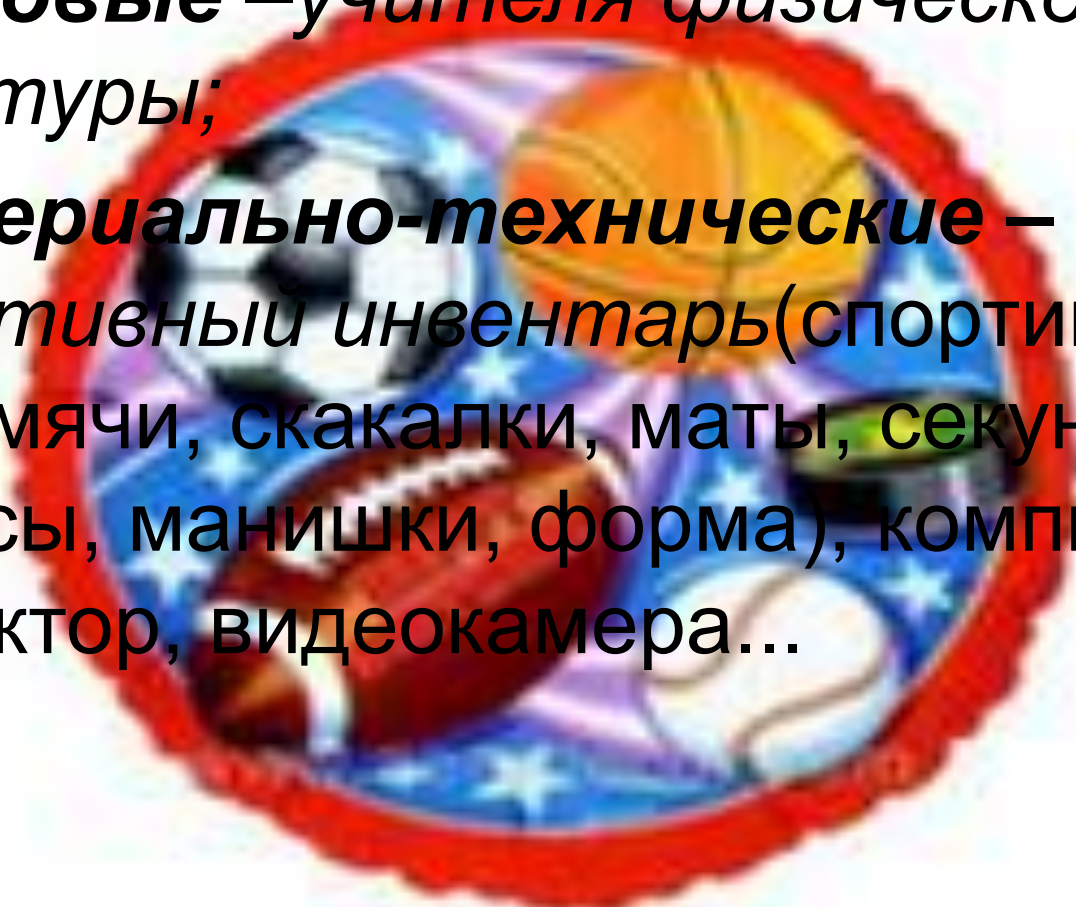 овые –учителя физическо
туры;
ериально-технические –
тивный инвентарь(спорти
мячи, скакалки, маты, секун
сы, манишки, форма), комп
ктор, видеокамера...